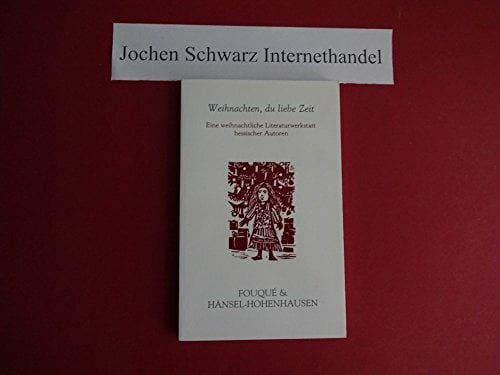 Jochen Schwarz Internethandel
Weihnachten, du liebe Zeit
Eine weihnachtliche Literaturwerkstatt
hessischer Autoren
FOUQUÉ &
HÄNSEL-HOHENHAUSEN